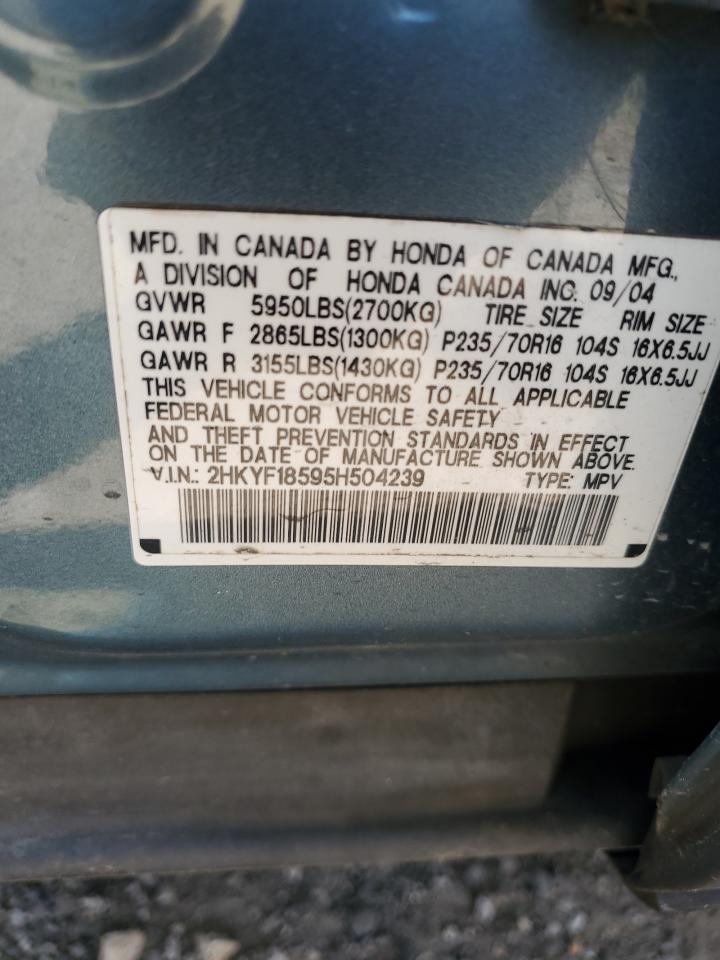 MFD. IN CANADA BY HONDA OF CANADA MFG.,
A DIVISION OF HONDA CANADA INC. 09/04
GVWR 5950LBS(2700KG) TIRE SIZE RIM SIZE
GAWR F 2865LBS(1300KG) P235/70R16 104S 16X6.5JJ
GAWR R 3155LBS(1430KG) P235/70R16 104S 16X6.5JJ
THIS VEHICLE CONFORMS TO ALL APPLICABLE
FEDERAL MOTOR VEHICLE SAFETY
AND THEFT PREVENTION STANDARDS IN EFFECT
ON THE DATE OF MANUFACTURE SHOWN ABOVE.
V.I.N.: 2HKYF18595H504239 TYPE: MPV